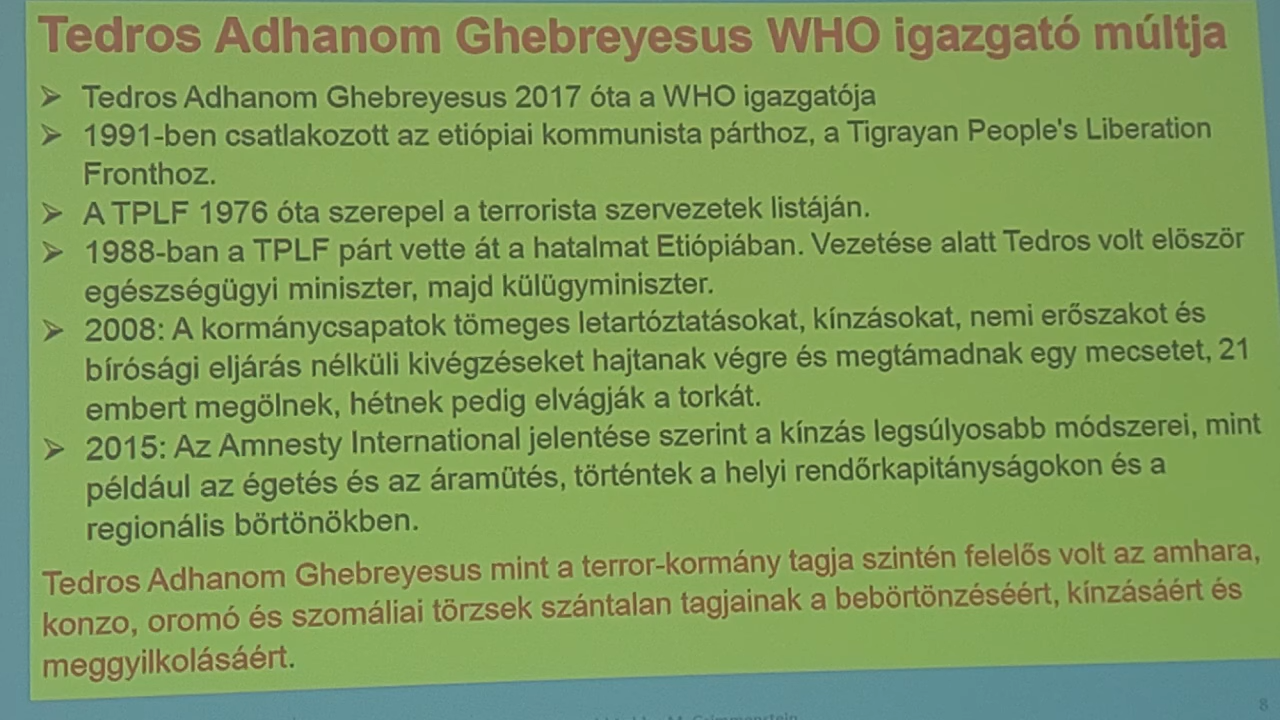 Tedros Adhanom Ghebreyesus WHO igazgató múltja
➢ Tedros Adhanom Ghebreyesus 2017 óta a WHO igazgatója
➢ 1991-ben csatlakozott az etiópiai kommunista párthoz, a Tigrayan People's Liberation
Fronthoz.
➢ A TPLF 1976 óta szerepel a terrorista szervezetek listáján.
➢ 1988-ban a TPLF párt vette át a hatalmat Etiópiában. Vezetése alatt Tedros volt elöször
egészségügyi miniszter, majd külügyminiszter.
➢ 2008: A kormánycsapatok tömeges letartóztatásokat, kínzásokat, nemi erőszakot és
bírósági eljárás nélküli kivégzéseket hajtanak végre és megtámadnak egy mecsetet, 21
embert megölnek, hétnek pedig elvágják a torkát.
➢ 2015: Az Amnesty International jelentése szerint a kínzás legsúlyosabb módszerei, mint
például az égetés és az áramütés, történtek a helyi rendőrkapitányságokon és a
regionális börtönökben.
Tedros Adhanom Ghebreyesus mint a terror-kormány tagja szintén felelős volt az amhara,
konzo, oromó és szomáliai törzsek szántalan tagjainak a bebörtönzéséért, kínzásáért és
meggyilkolásáért.
8